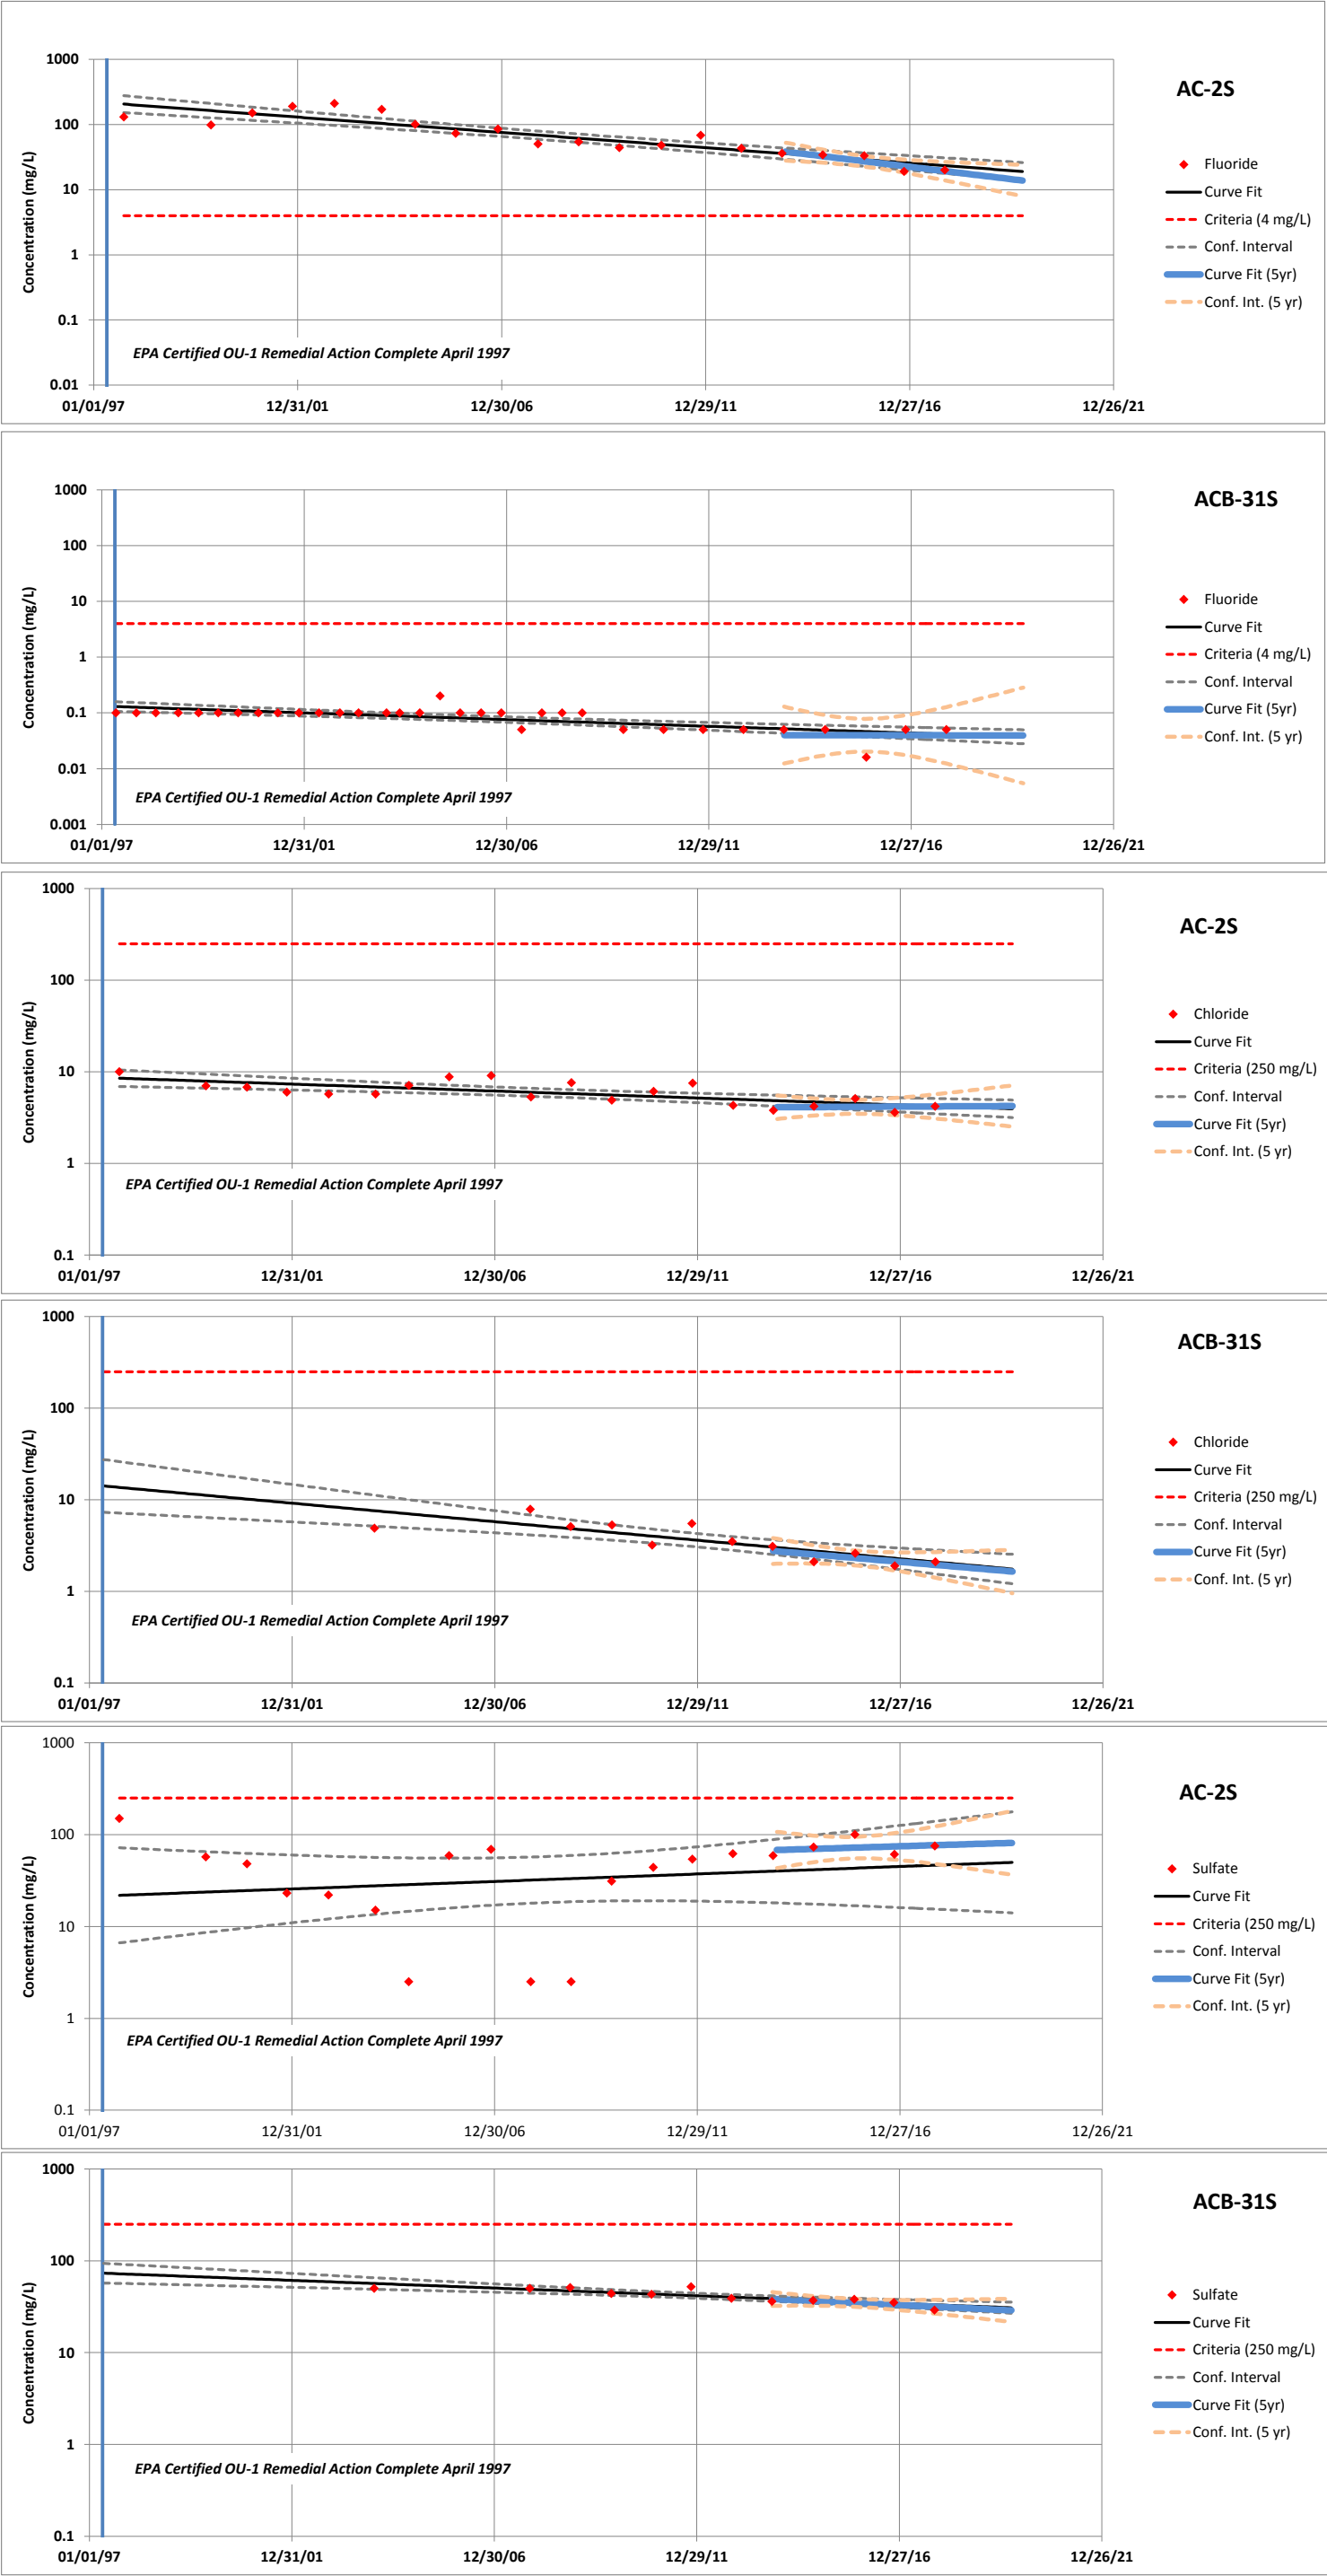 AC-2S
1000
100
10
1
0.1
0.01
Concentration (mg/L)
Fluoride
Curve Fit
Criteria (4 mg/L)
Conf. Interval
Curve Fit (5yr)
Conf. Int. (5 yr)
EPA Certified OU-1 Remedial Action Complete April 1997
01/01/97 12/31/01 12/30/06 12/29/11 12/27/16 12/26/21
ACB-31S
1000
100
10
1
0.1
0.01
0.001
Concentration (mg/L)
Fluoride
Curve Fit
Criteria (4 mg/L)
Conf. Interval
Curve Fit (5yr)
Conf. Int. (5 yr)
EPA Certified OU-1 Remedial Action Complete April 1997
01/01/97 12/31/01 12/30/06 12/29/11 12/27/16 12/26/21
AC-2S
1000
100
10
1
0.1
Concentration (mg/L)
Chloride
Curve Fit
Criteria (250 mg/L)
Conf. Interval
Curve Fit (5yr)
Conf. Int. (5 yr)
EPA Certified OU-1 Remedial Action Complete April 1997
01/01/97 12/31/01 12/30/06 12/29/11 12/27/16 12/26/21
ACB-31S
1000
100
10
1
0.1
Concentration (mg/L)
Chloride
Curve Fit
Criteria (250 mg/L)
Conf. Interval
Curve Fit (5yr)
Conf. Int. (5 yr)
EPA Certified OU-1 Remedial Action Complete April 1997
01/01/97 12/31/01 12/30/06 12/29/11 12/27/16 12/26/21
AC-2S
1000
100
10
1
0.1
Concentration (mg/L)
Sulfate
Curve Fit
Criteria (250 mg/L)
Conf. Interval
Curve Fit (5yr)
Conf. Int. (5 yr)
EPA Certified OU-1 Remedial Action Complete April 1997
01/01/97 12/31/01 12/30/06 12/29/11 12/27/16 12/26/21
ACB-31S
1000
100
10
1
0.1
Concentration (mg/L)
Sulfate
Curve Fit
Criteria (250 mg/L)
Conf. Interval
Curve Fit (5yr)
Conf. Int. (5 yr)
EPA Certified OU-1 Remedial Action Complete April 1997
01/01/97 12/31/01 12/30/06 12/29/11 12/27/16 12/26/21